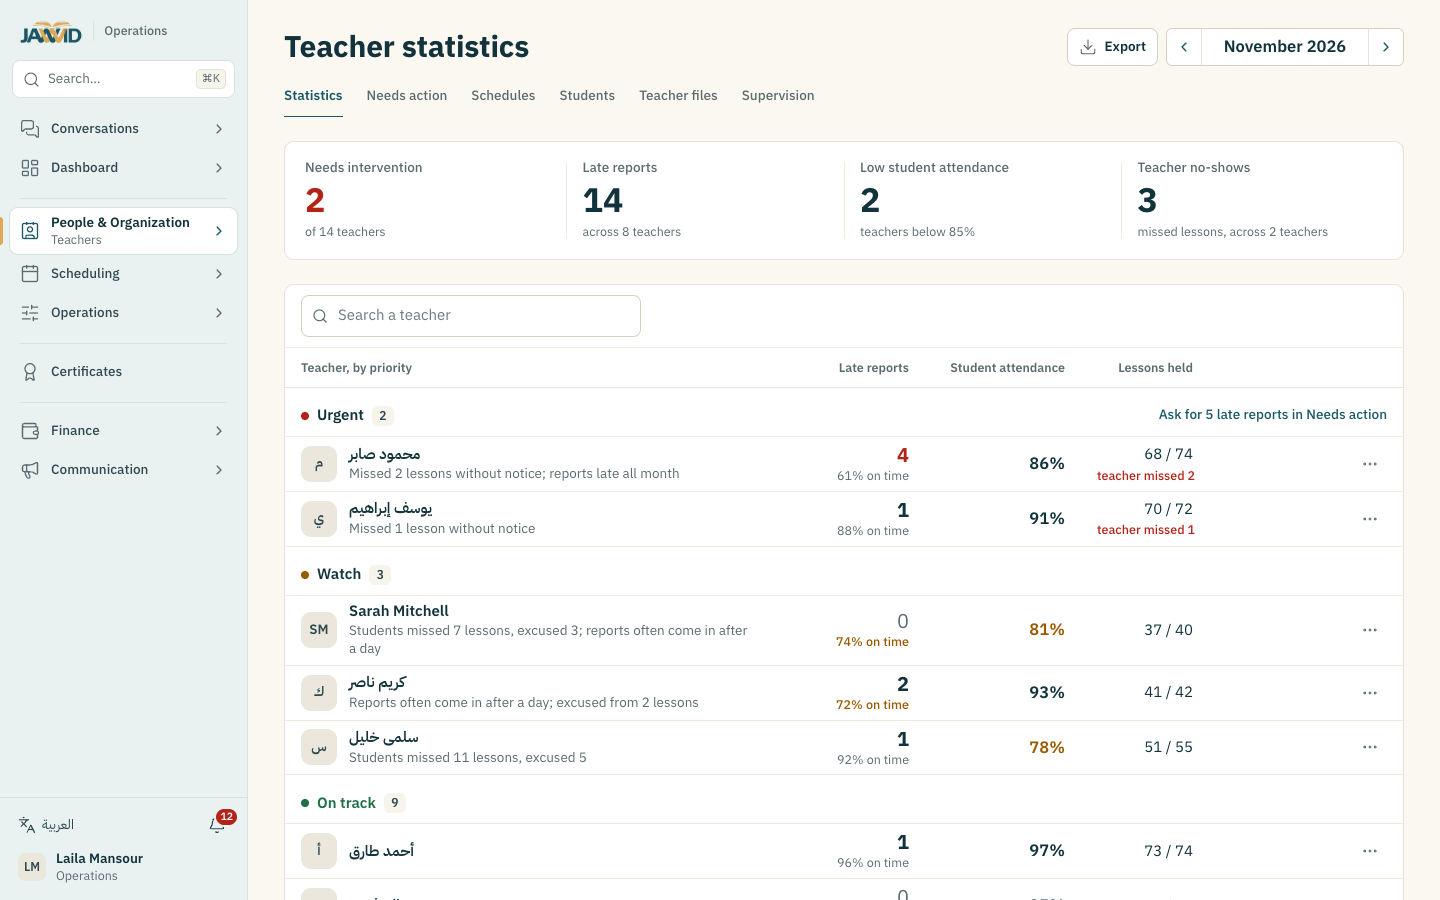 JAWWID
Operations
Search...
⌘K
Conversations
Dashboard
People & Organization
Teachers
Scheduling
Operations
Certificates
Finance
Communication
العربية
12
LM
Laila Mansour
Operations
Teacher statistics
Export
November 2026
Statistics
Needs action
Schedules
Students
Teacher files
Supervision
Needs intervention
2
of 14 teachers
Late reports
14
across 8 teachers
Low student attendance
2
teachers below 85%
Teacher no-shows
3
missed lessons, across 2 teachers
Search a teacher
Teacher, by priority
Late reports
Student attendance
Lessons held
Urgent 2
Ask for 5 late reports in Needs action
م
محمود صابر
Missed 2 lessons without notice; reports late all month
4
61% on time
86%
68 / 74
teacher missed 2
ي
يوسف إبراهيم
Missed 1 lesson without notice
1
88% on time
91%
70 / 72
teacher missed 1
Watch 3
SM
Sarah Mitchell
Students missed 7 lessons, excused 3; reports often come in after
a day
0
74% on time
81%
37 / 40
ك
كريم ناصر
Reports often come in after a day; excused from 2 lessons
2
72% on time
93%
41 / 42
س
سلمى خليل
Students missed 11 lessons, excused 5
1
92% on time
78%
51 / 55
On track 9
أ
أحمد طارق
1
96% on time
97%
73 / 74
0